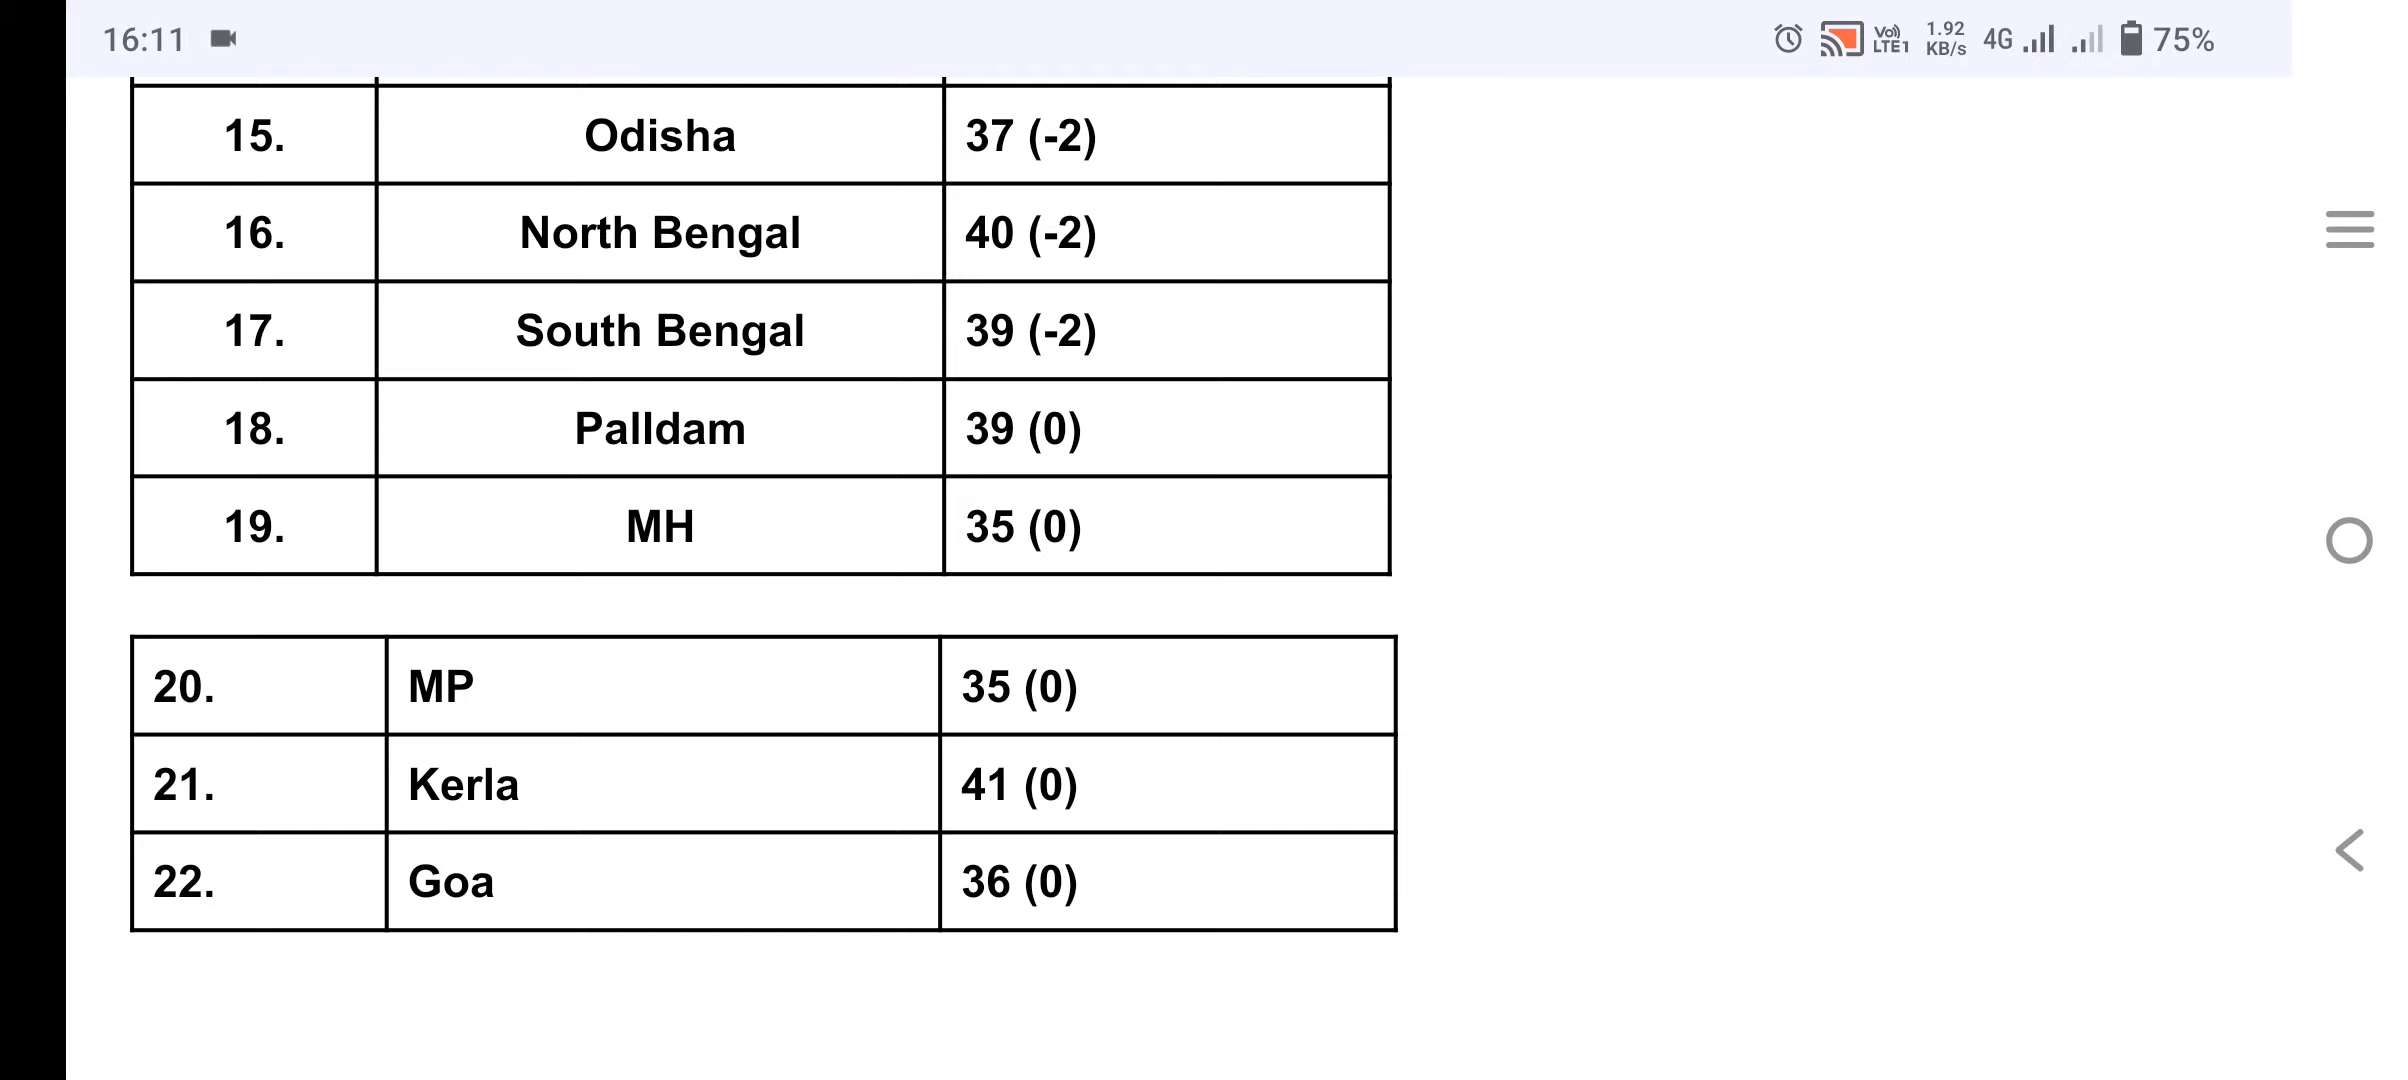 16:11 Vo) LTE1 1.92 KB/s 4G 75%
15. Odisha 37 (-2)
16. North Bengal 40 (-2)
17. South Bengal 39 (-2)
18. Palldam 39 (0)
19. MH 35 (0)
20. MP 35 (0)
21. Kerla 41 (0)
22. Goa 36 (0)